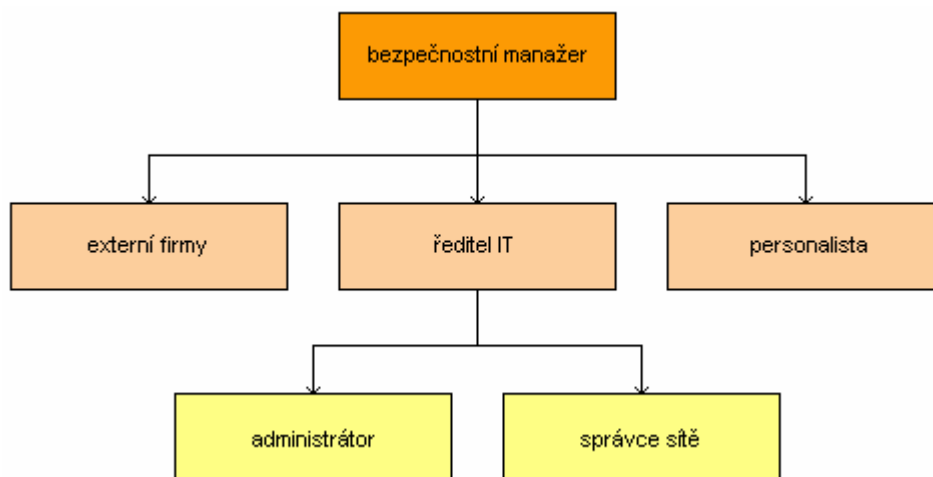 bezpečnostní manažer
externí firmy
ředitel IT
personalista
administrátor
správce sítě